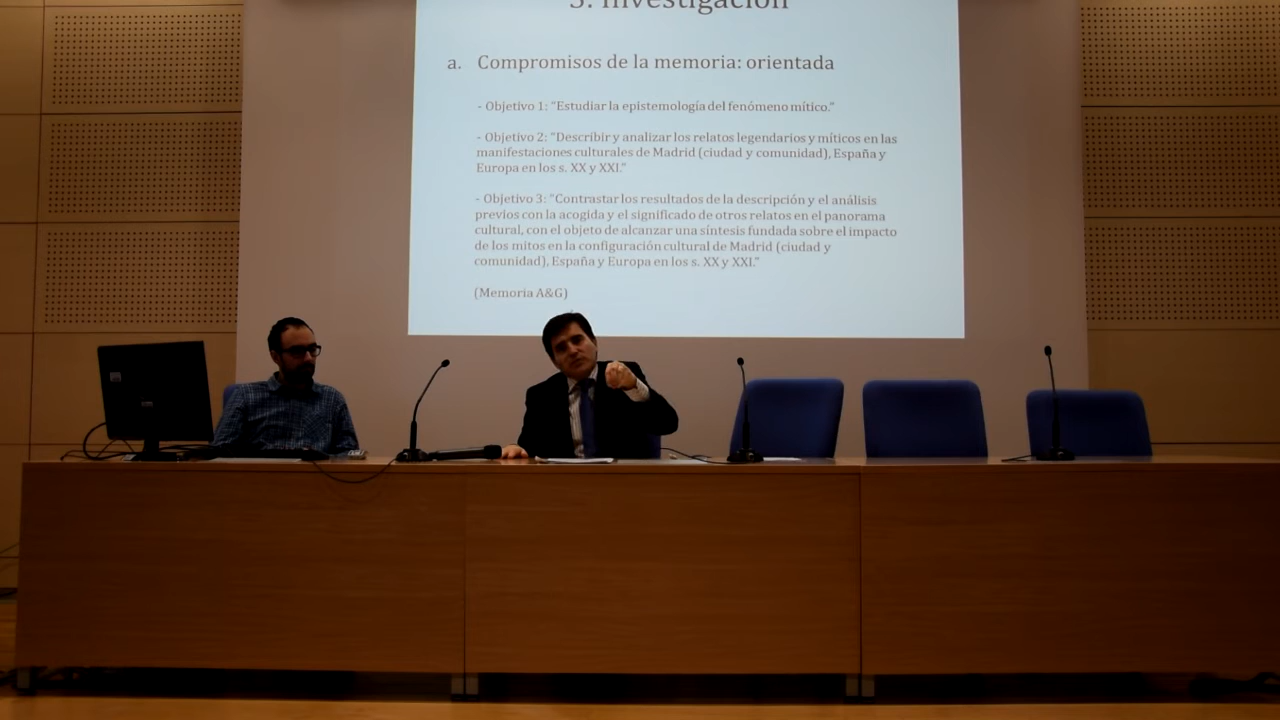 3. Investigación
a. Compromisos de la memoria: orientada
- Objetivo 1: "Estudiar la epistemología del fenómeno mítico."
- Objetivo 2: "Describir y analizar los relatos legendarios y míticos en las
manifestaciones culturales de Madrid (ciudad y comunidad), España y
Europa en los s. XX y XXI."
- Objetivo 3: "Contrastar los resultados de la descripción y el análisis
previos con la acogida y el significado de otros relatos en el panorama
cultural, con el objeto de alcanzar una síntesis fundada sobre el impacto
de los mitos en la configuración cultural de Madrid (ciudad y
comunidad), España y Europa en los s. XX y XXI."
(Memoria A&G)